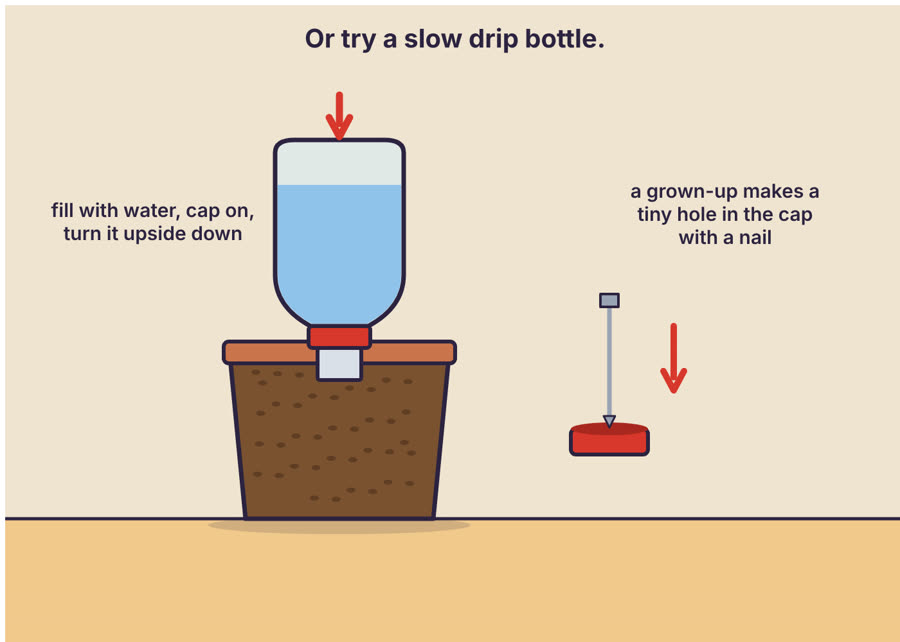 Or try a slow drip bottle.
fill with water, cap on,
turn it upside down
a grown-up makes a
tiny hole in the cap
with a nail